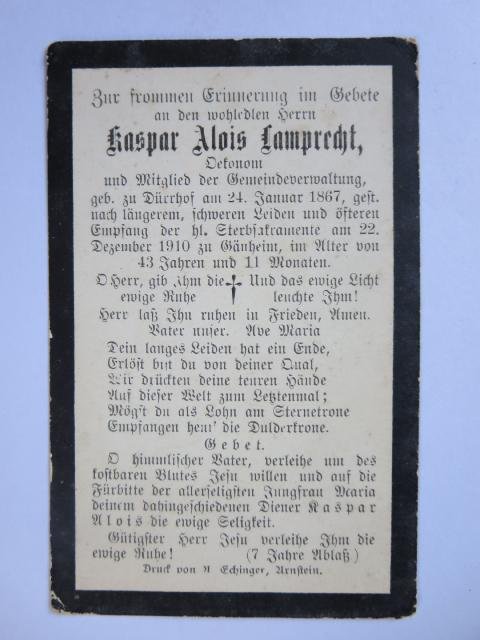 Zur frommen Erinnerung im Gebete
an den wohledlen Herrn
Kaspar Alois Lamprecht,
Oekonom
und Mitglied der Gemeindeverwaltung,
geb. zu Dürrhof am 24. Januar 1867, gest.
nach längerem, schweren Leiden und öfteren
Empfang der hl. Sterbsakramente am 22.
Dezember 1910 zu Gänheim, im Alter von
43 Jahren und 11 Monaten.
O Herr, gib Ihm die † Und das ewige Licht
ewige Ruhe leuchte Ihm!
Herr laß Ihn ruhen in Frieden, Amen.
Vater unser. Ave Maria
Dein langes Leiden hat ein Ende,
Erlöst bist du von deiner Qual,
Wir drückten deine teuren Hände
Auf dieser Welt zum Letztenmal;
Mögst du als Lohn am Sternetrone
Empfangen heut' die Dulderkrone.
Gebet.
O himmlischer Vater, verleihe um des
kostbaren Blutes Jesu willen und auf die
Fürbitte der allerseligsten Jungfrau Maria
deinem dahingeschiedenen Diener Kaspar
Alois die ewige Seligkeit.
Gütigster Herr Jesu verleihe Ihm die
ewige Ruhe! (7 Jahre Ablaß)
Druck von Echinger, Arnstein.